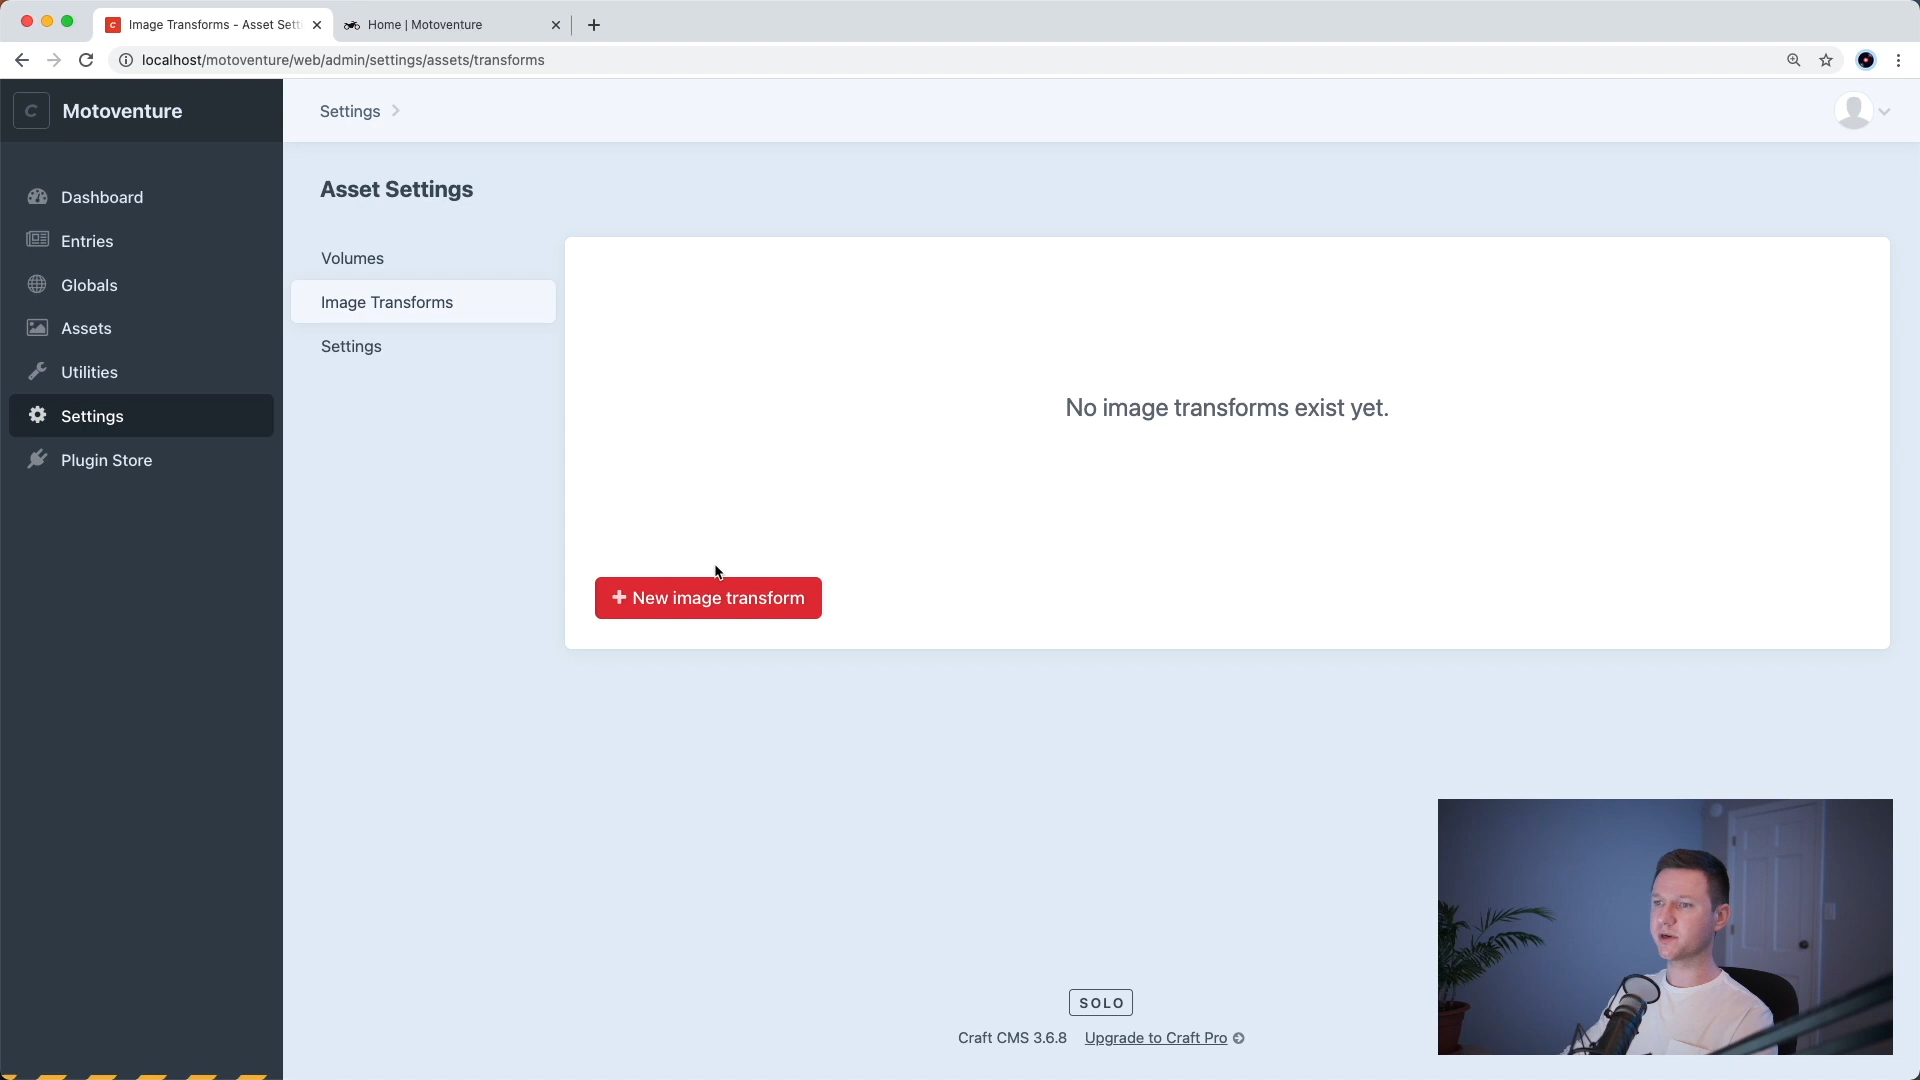 Image Transforms - Asset Setti
Home | Motoventure
localhost/motoventure/web/admin/settings/assets/transforms
C Motoventure
Settings
Dashboard
Entries
Globals
Assets
Utilities
Settings
Plugin Store
Asset Settings
Volumes
Image Transforms
Settings
No image transforms exist yet.
New image transform
SOLO
Craft CMS 3.6.8 Upgrade to Craft Pro